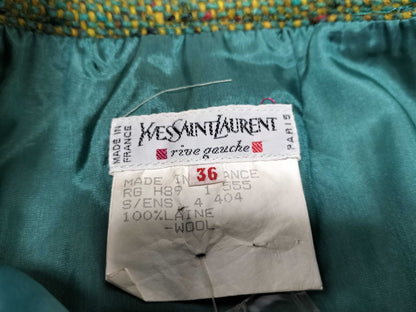 MADE IN FRANCE
YVES SAINT LAURENT
PARIS
rive gauche
36
MADE IN ANCE
RG H89 1 555
S/ENS 4 404
100%LAINE
-WOOL